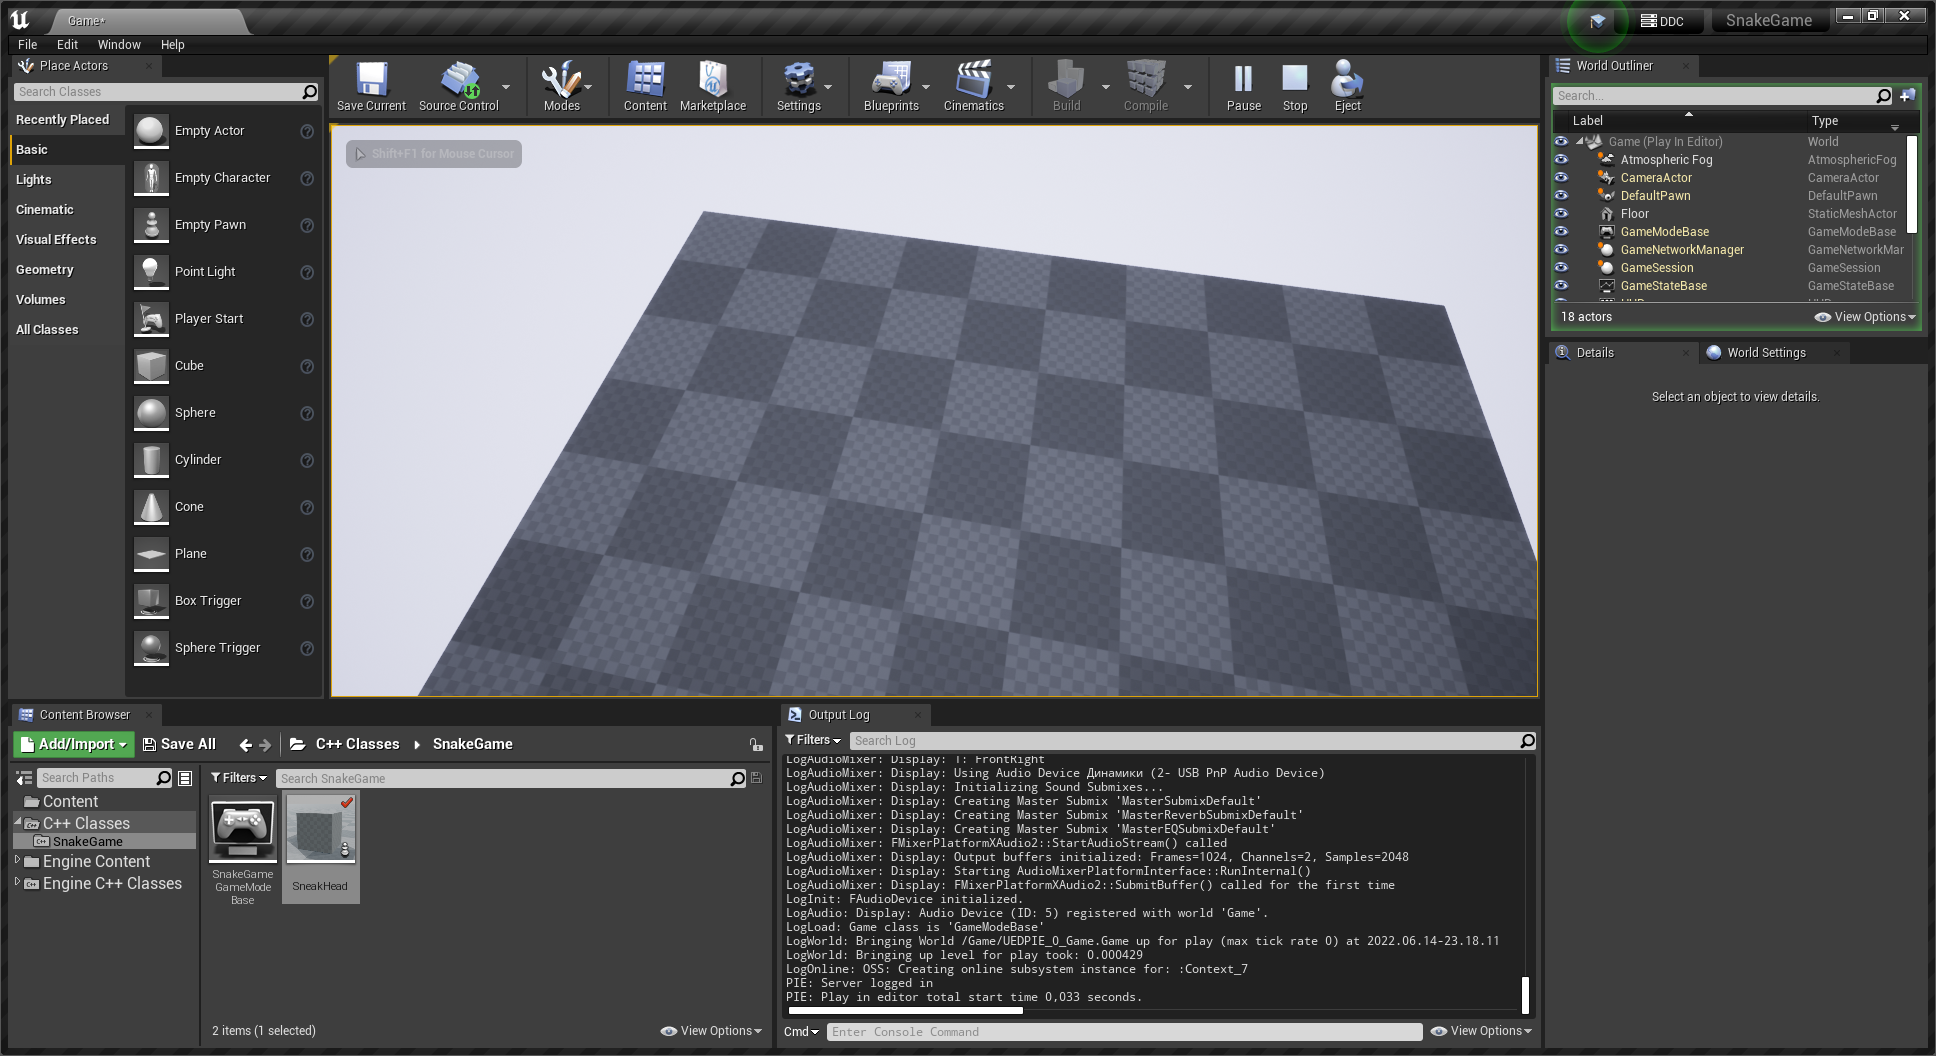 Game*
DDC
SnakeGame
File Edit Window Help
Place Actors
Search Classes
Recently Placed
Basic
Lights
Cinematic
Visual Effects
Geometry
Volumes
All Classes
Empty Actor
Empty Character
Empty Pawn
Point Light
Player Start
Cube
Sphere
Cylinder
Cone
Plane
Box Trigger
Sphere Trigger
Save Current
Source Control
Modes
Content
Marketplace
Settings
Blueprints
Cinematics
Build
Compile
Pause
Stop
Eject
Shift+F1 for Mouse Cursor
World Outliner
Search...
Label Type
Game (Play In Editor) World
Atmospheric Fog AtmosphericFog
CameraActor CameraActor
DefaultPawn DefaultPawn
Floor StaticMeshActor
GameModeBase GameModeBase
GameNetworkManager GameNetworkMar
GameSession GameSession
GameStateBase GameStateBase
18 actors
View Options
Details
World Settings
Select an object to view details.
Content Browser
Add/Import
Save All
C++ Classes
SnakeGame
Search Paths
Content
C++ Classes
SnakeGame
Engine Content
Engine C++ Classes
Filters
Search SnakeGame
SnakeGame
GameMode
Base
SneakHead
2 items (1 selected)
View Options
Output Log
Filters
Search Log
LogAudioMixer: Display: 1: FrontRight
LogAudioMixer: Display: Using Audio Device Динамики (2- USB PnP Audio Device)
LogAudioMixer: Display: Initializing Sound Submixes...
LogAudioMixer: Display: Creating Master Submix 'MasterSubmixDefault'
LogAudioMixer: Display: Creating Master Submix 'MasterReverbSubmixDefault'
LogAudioMixer: Display: Creating Master Submix 'MasterEQSubmixDefault'
LogAudioMixer: FMixerPlatformXAudio2::StartAudioStream() called
LogAudioMixer: Display: Output buffers initialized: Frames=1024, Channels=2, Samples=2048
LogAudioMixer: Display: Starting AudioMixerPlatformInterface::RunInternal()
LogAudioMixer: Display: FMixerPlatformXAudio2::SubmitBuffer() called for the first time
LogInit: FAudioDevice initialized.
LogAudio: Display: Audio Device (ID: 5) registered with world 'Game'.
LogLoad: Game class is 'GameModeBase'
LogWorld: Bringing World /Game/UEDPIE_0_Game.Game up for play (max tick rate 0) at 2022.06.14-23.18.11
LogWorld: Bringing up level for play took: 0.000429
LogOnline: OSS: Creating online subsystem instance for: :Context_7
PIE: Server logged in
PIE: Play in editor total start time 0,033 seconds.
Cmd
Enter Console Command
View Options